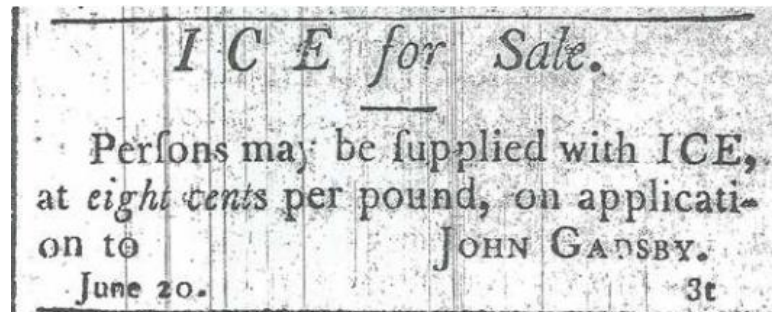 ICE for Sale.
Perſons may be ſupplied with ICE,
at eight cents per pound, on applicati-
on to JOHN GADSBY.
June 20. 3t